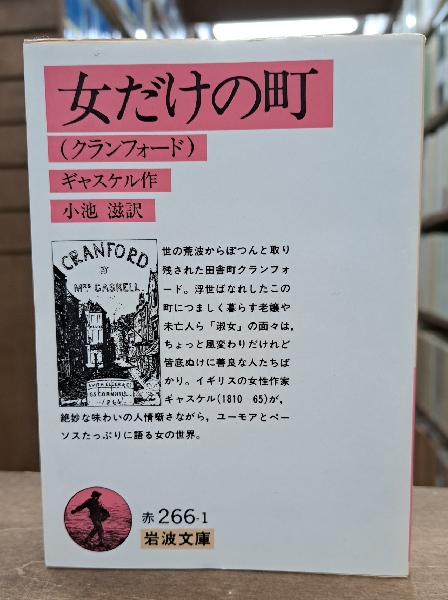 女だけの町
(クランフォード)
ギャスケル作
小池 滋訳
CRANFORD
BY
MRS GASKELL
世の荒波からぽつんと取り
残された田舎町クランフォ
ード。浮世ばなれしたこの
町につましく暮らす老嬢や
未亡人ら「淑女」の面々は,
ちょっと風変わりだけれど
皆底ぬけに善良な人たちば
かり。イギリスの女性作家
ギャスケル(1810 65)が,
絶妙な味わいの人情噺さながら,ユーモアとペー
ソスたっぷりに語る女の世界。
赤 266-1
岩波文庫